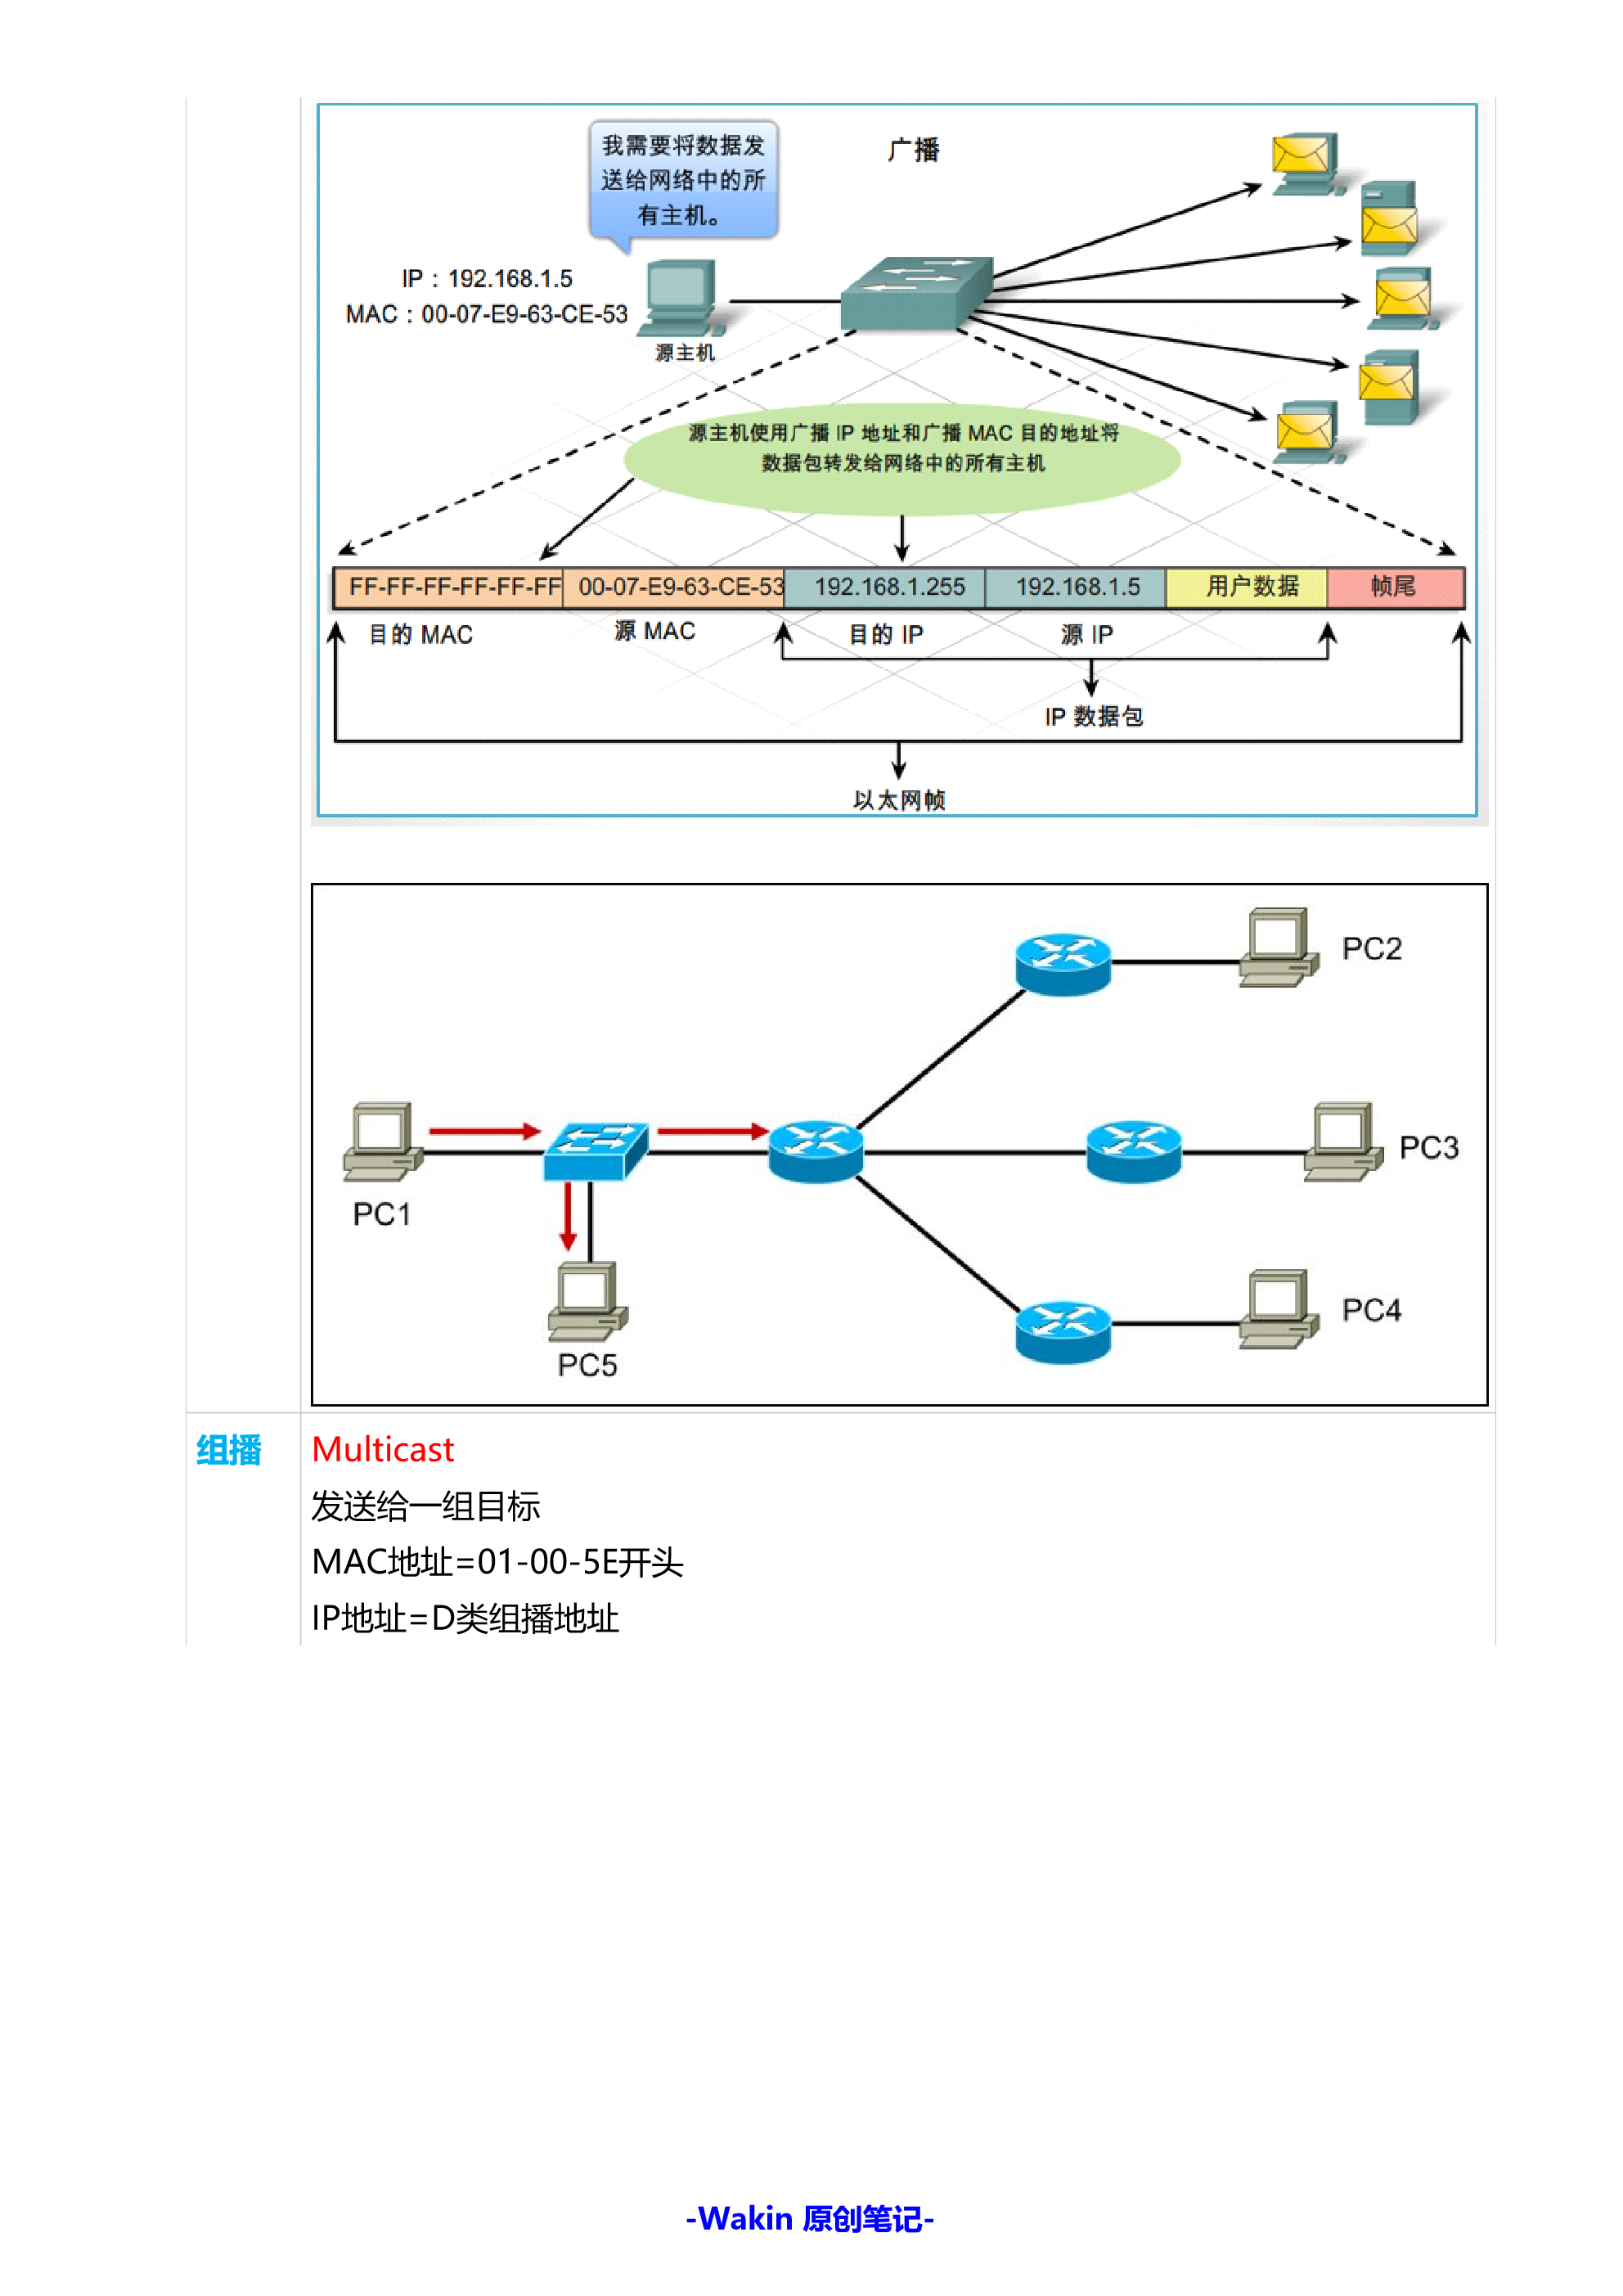 我需要将数据发
送给网络中的所
有主机。
广播
IP：192.168.1.5
MAC：00-07-E9-63-CE-53
源主机
源主机使用广播 IP 地址和广播 MAC 目的地址将
数据包转发给网络中的所有主机
FF-FF-FF-FF-FF-FF 00-07-E9-63-CE-53 192.168.1.255 192.168.1.5 用户数据 帧尾
目的 MAC 源 MAC 目的 IP 源 IP
IP 数据包
以太网帧
PC2
PC3
PC1
PC4
PC5
组播 Multicast
发送给一组目标
MAC地址=01-00-5E开头
IP地址=D类组播地址
-Wakin 原创笔记-